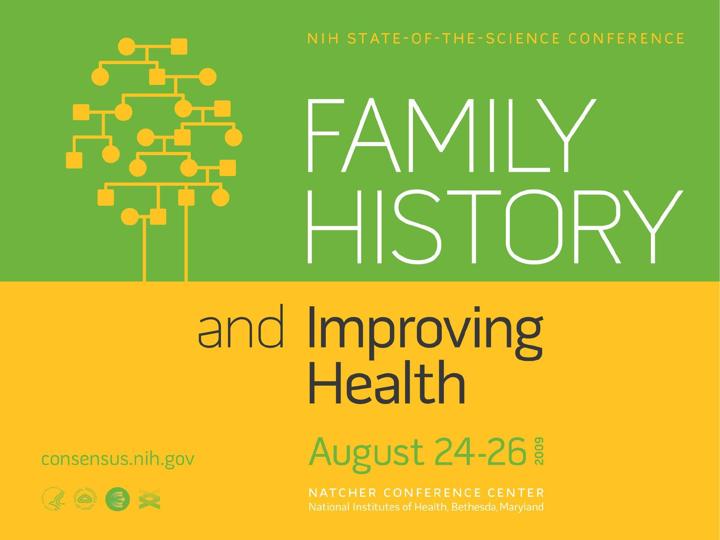 NIH STATE-OF-THE-SCIENCE CONFERENCE
FAMILY
HISTORY
and Improving
Health
August 24-26 2009
consensus.nih.gov
NATCHER CONFERENCE CENTER
National Institutes of Health, Bethesda, Maryland